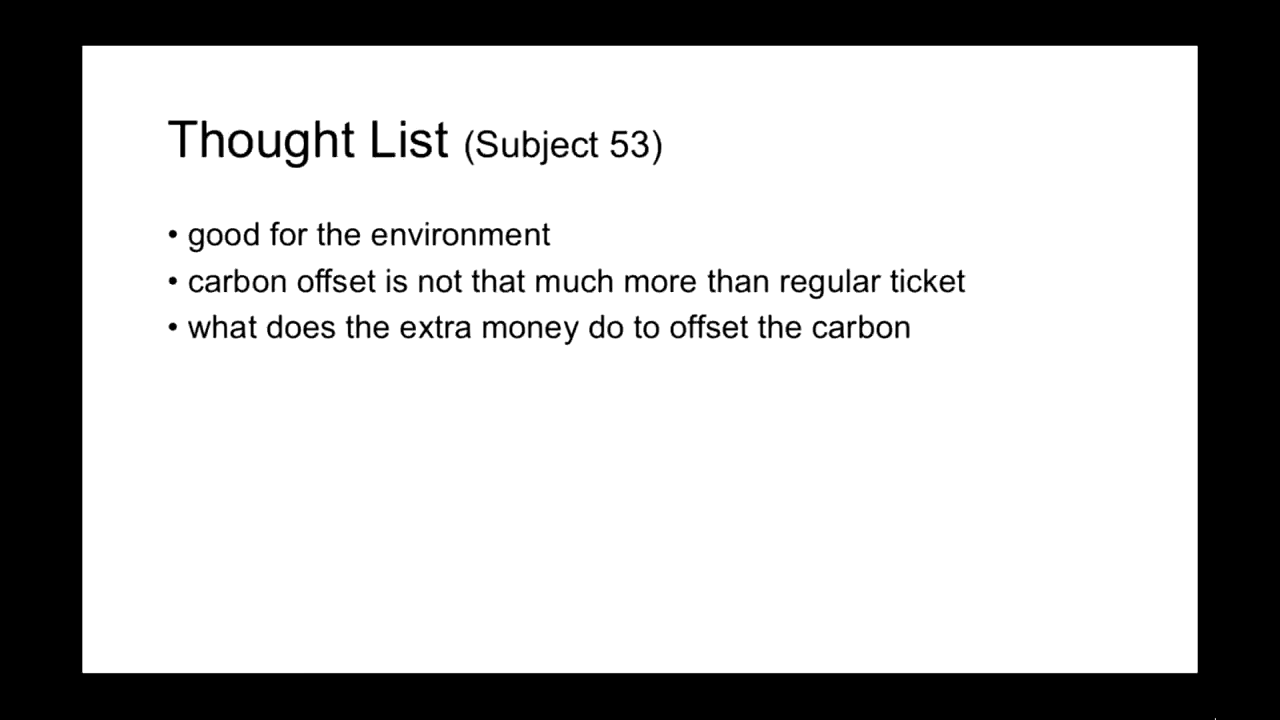 Thought List (Subject 53)
• good for the environment
• carbon offset is not that much more than regular ticket
• what does the extra money do to offset the carbon